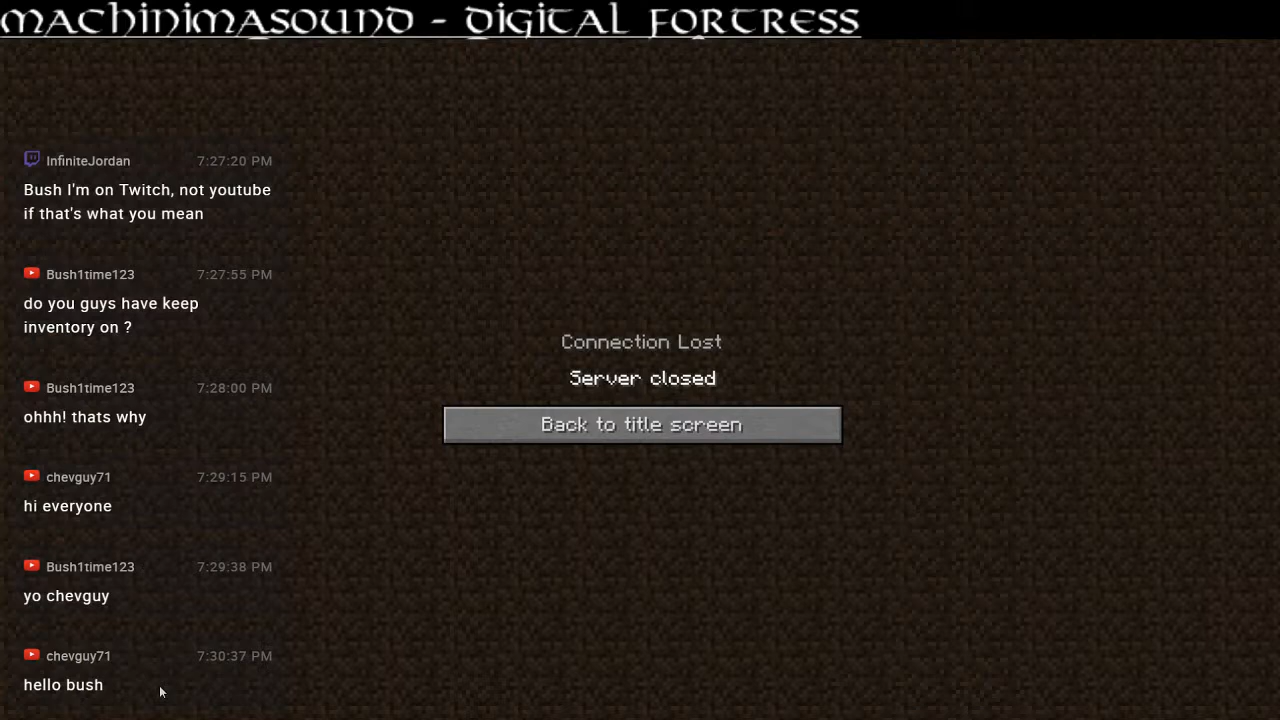 MACHINIMASOUND - DIGITAL FORTRESS
InfiniteJordan 7:27:20 PM
Bush I'm on Twitch, not youtube
if that's what you mean
Bush1time123 7:27:55 PM
do you guys have keep
inventory on ?
Bush1time123 7:28:00 PM
ohhh! thats why
chevguy71 7:29:15 PM
hi everyone
Bush1time123 7:29:38 PM
yo chevguy
chevguy71 7:30:37 PM
hello bush
Connection Lost
Server closed
Back to title screen